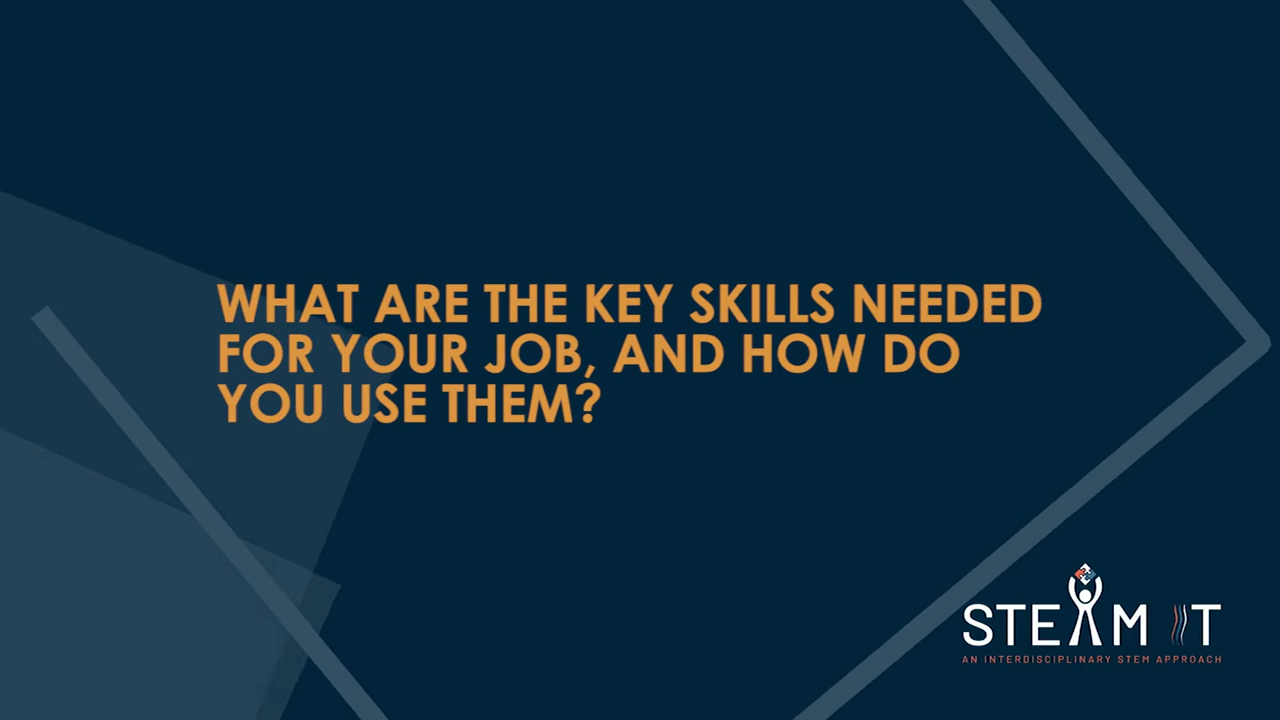 WHAT ARE THE KEY SKILLS NEEDED
FOR YOUR JOB, AND HOW DO
YOU USE THEM?
STEAM IT
AN INTERDISCIPLINARY STEM APPROACH